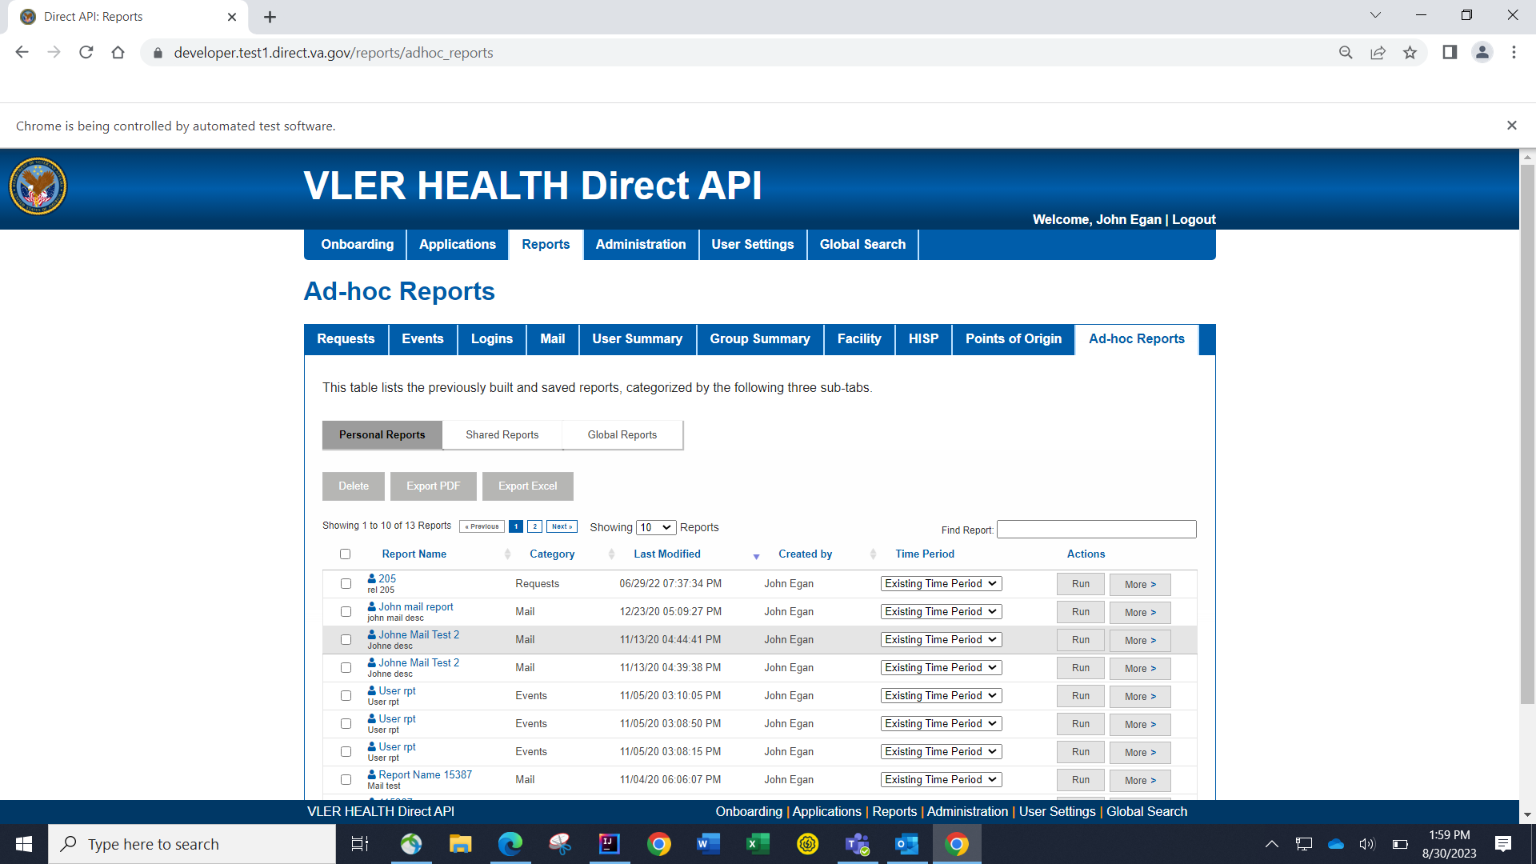 Direct API: Reports
developer.test1.direct.va.gov/reports/adhoc_reports
Chrome is being controlled by automated test software.
VLER HEALTH Direct API
Welcome, John Egan | Logout
Onboarding Applications Reports Administration User Settings Global Search
Ad-hoc Reports
Requests Events Logins Mail User Summary Group Summary Facility HISP Points of Origin Ad-hoc Reports
This table lists the previously built and saved reports, categorized by the following three sub-tabs.
Personal Reports Shared Reports Global Reports
Delete Export PDF Export Excel
Showing 1 to 10 of 13 Reports « Previous 1 2 Next » Showing 10 Reports Find Report:
Report Name Category Last Modified Created by Time Period Actions
205 Requests 06/29/22 07:37:34 PM John Egan Existing Time Period Run More >
rel 205
John mail report Mail 12/23/20 05:09:27 PM John Egan Existing Time Period Run More >
john mail desc
Johne Mail Test 2 Mail 11/13/20 04:44:41 PM John Egan Existing Time Period Run More >
Johne desc
Johne Mail Test 2 Mail 11/13/20 04:39:38 PM John Egan Existing Time Period Run More >
Johne desc
User rpt Events 11/05/20 03:10:05 PM John Egan Existing Time Period Run More >
User rpt
User rpt Events 11/05/20 03:08:50 PM John Egan Existing Time Period Run More >
User rpt
User rpt Events 11/05/20 03:08:15 PM John Egan Existing Time Period Run More >
User rpt
Report Name 15387 Mail 11/04/20 06:06:07 PM John Egan Existing Time Period Run More >
Mail test
VLER HEALTH Direct API Onboarding | Applications | Reports | Administration | User Settings | Global Search
Type here to search
1:59 PM
8/30/2023